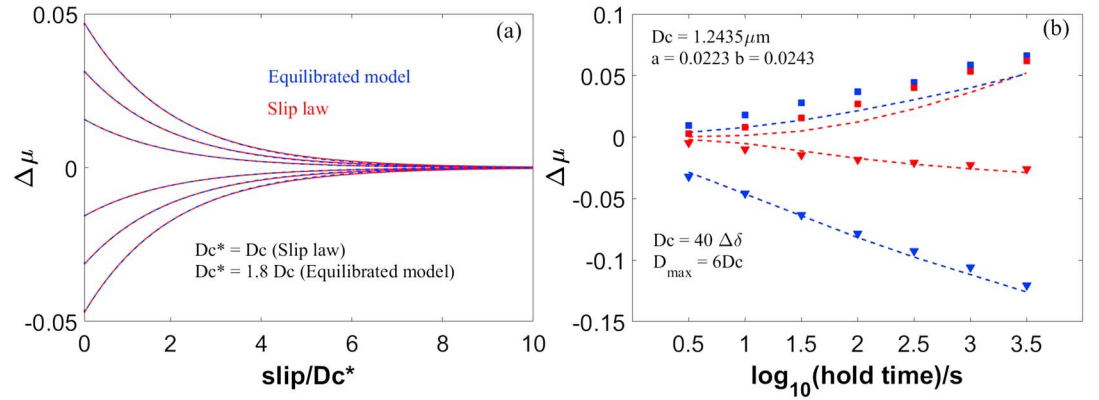 (a)
0.05
0
-0.05
Δμ
Equilibrated model
Slip law
Dc* = Dc (Slip law)
Dc* = 1.8 Dc (Equilibrated model)
0 2 4 6 8 10
slip/Dc*
(b)
0.1
0.05
0
-0.05
-0.1
-0.15
Δμ
Dc = 1.2435μm
a = 0.0223 b = 0.0243
Dc = 40 Δδ
D_max = 6Dc
0.5 1 1.5 2 2.5 3 3.5
log₁₀(hold time)/s